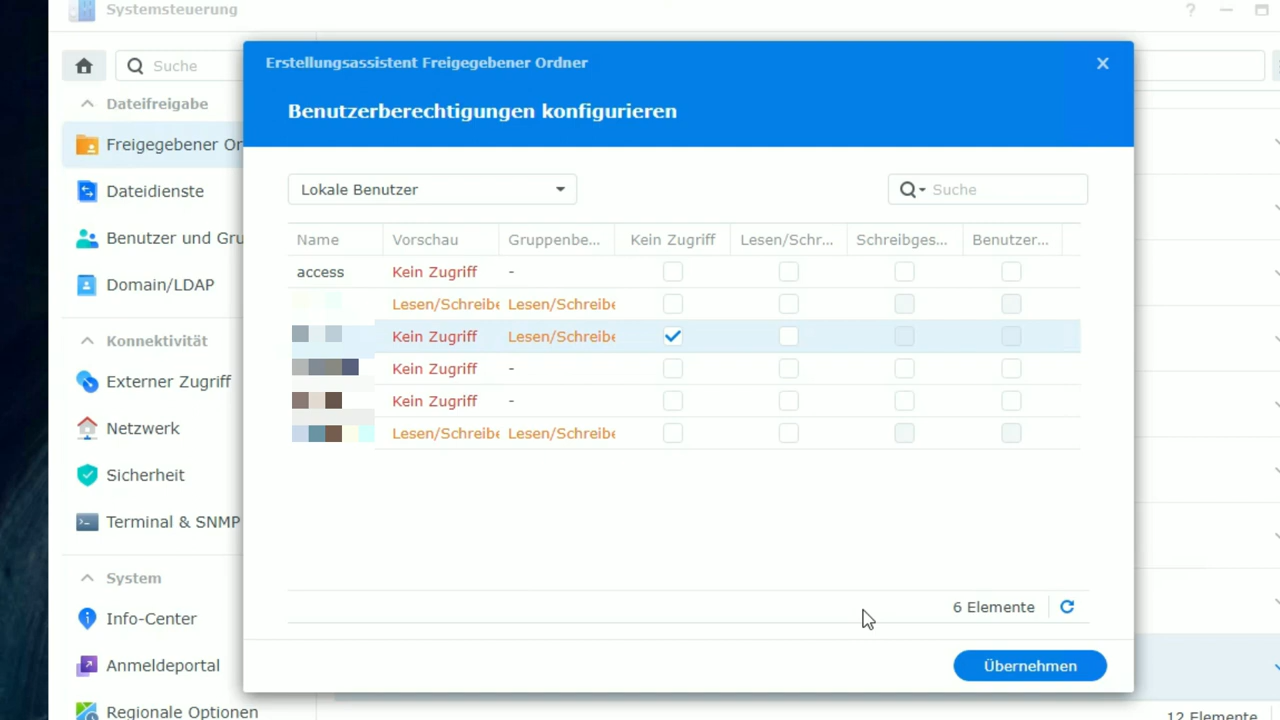 Systemsteuerung
Suche
Dateifreigabe
Freigegebener Or
Dateidienste
Benutzer und Gru
Domain/LDAP
Konnektivität
Externer Zugriff
Netzwerk
Sicherheit
Terminal & SNMP
System
Info-Center
Anmeldeportal
Regionale Optionen
Erstellungsassistent Freigegebener Ordner
Benutzerberechtigungen konfigurieren
Lokale Benutzer
Suche
Name Vorschau Gruppenbe... Kein Zugriff Lesen/Schr... Schreibges... Benutzer...
access Kein Zugriff -
Lesen/Schreibe Lesen/Schreibe
Kein Zugriff Lesen/Schreibe
Kein Zugriff -
Kein Zugriff -
Lesen/Schreibe Lesen/Schreibe
6 Elemente
Übernehmen
12 Elemente